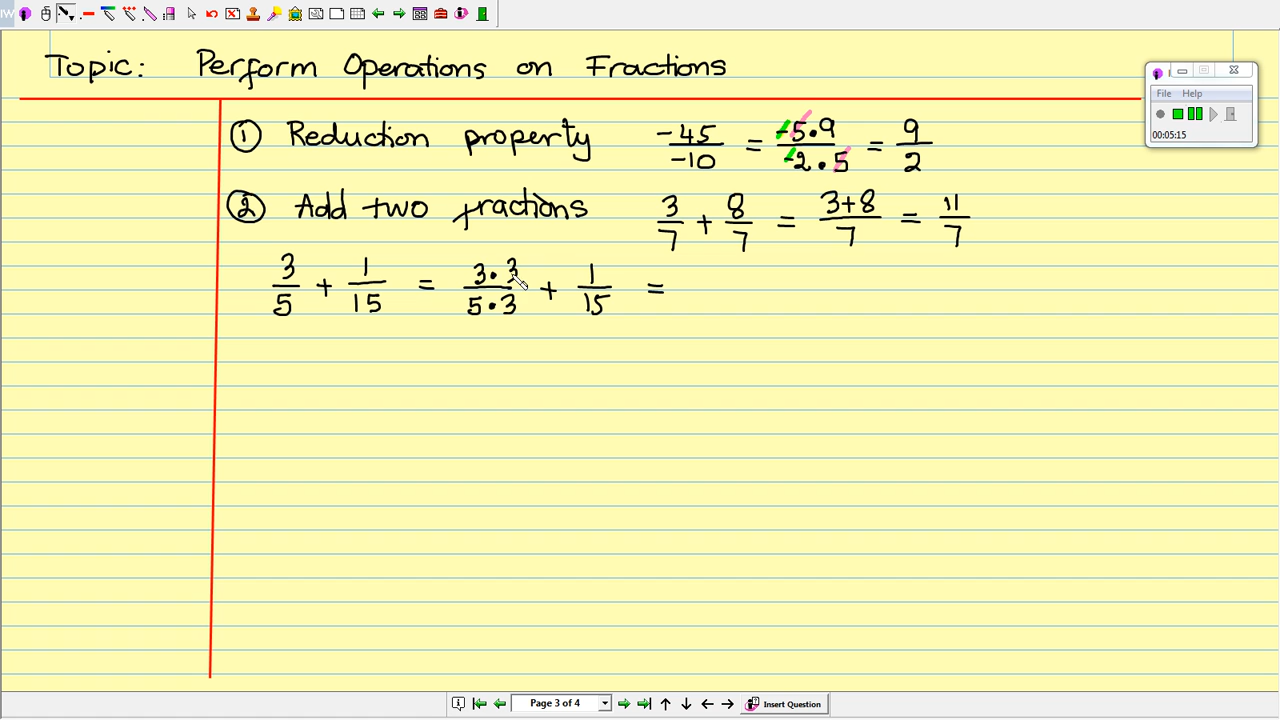 IW
Topic: Perform Operations on Fractions
File Help
00:05:15
① Reduction property -45/-10 = -5•9/-2•5 = 9/2
② Add two fractions 3/7 + 8/7 = 3+8/7 = 11/7
3/5 + 1/15 = 3•3/5•3 + 1/15 =
Page 3 of 4
Insert Question